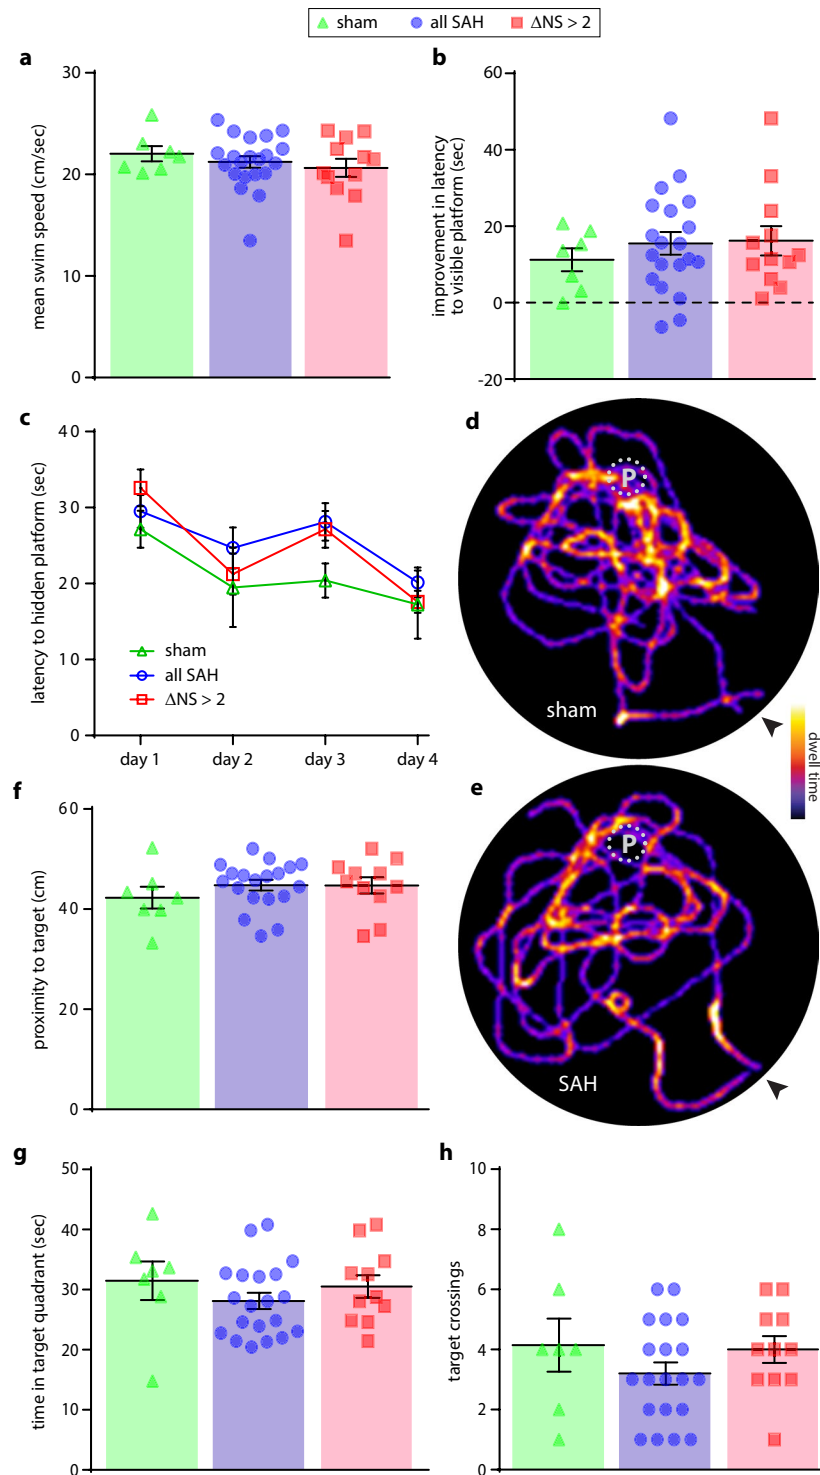 sham all SAH ΔNS > 2
a
mean swim speed (cm/sec)
30
20
10
0
b
improvement in latency
to visible platform (sec)
60
40
20
0
-20
c
latency to hidden platform (sec)
40
30
20
10
0
sham
all SAH
ΔNS > 2
day 1 day 2 day 3 day 4
d
P
sham
dwell time
e
P
SAH
f
proximity to target (cm)
60
40
20
0
g
time in target quadrant (sec)
50
40
30
20
10
0
h
target crossings
10
8
6
4
2
0